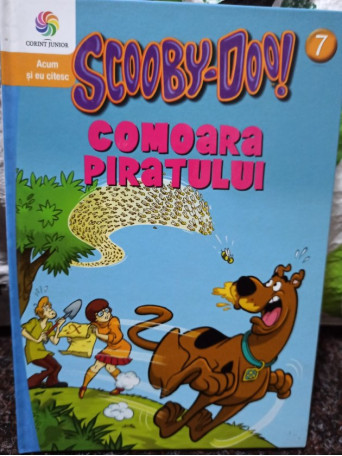 CORINT JUNIOR
Acum
și eu citesc
SCOOBY-DOO!
7
COMOARA
PIRATULUI